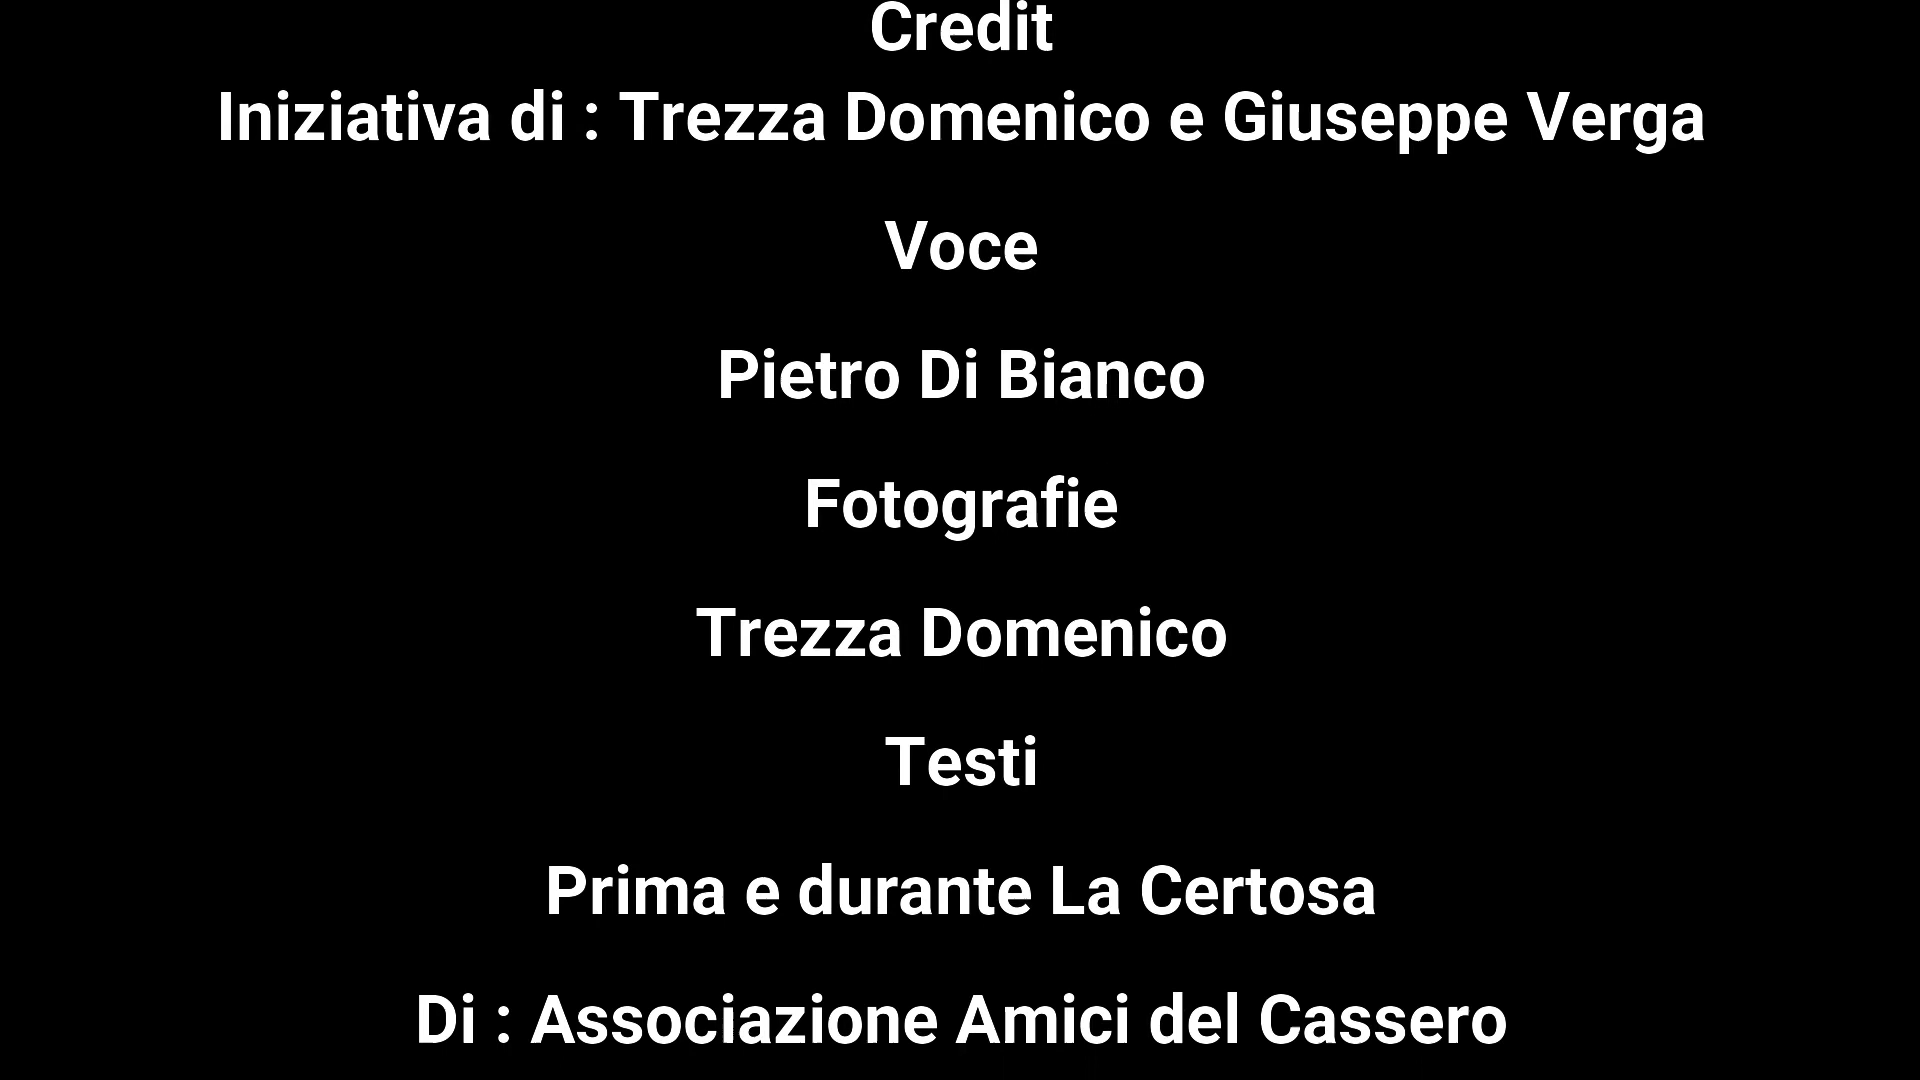 Credit
Iniziativa di : Trezza Domenico e Giuseppe Verga
Voce
Pietro Di Bianco
Fotografie
Trezza Domenico
Testi
Prima e durante La Certosa
Di : Associazione Amici del Cassero